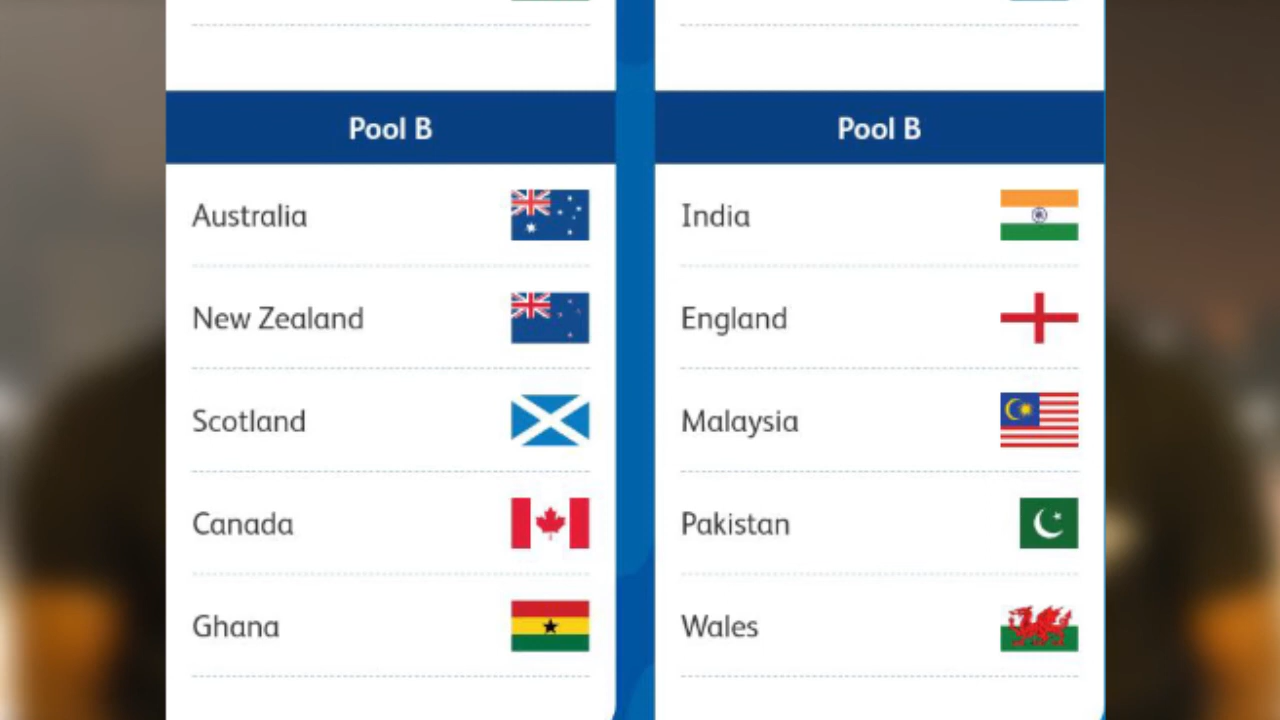 Pool B
Australia
New Zealand
Scotland
Canada
Ghana
Pool B
India
England
Malaysia
Pakistan
Wales